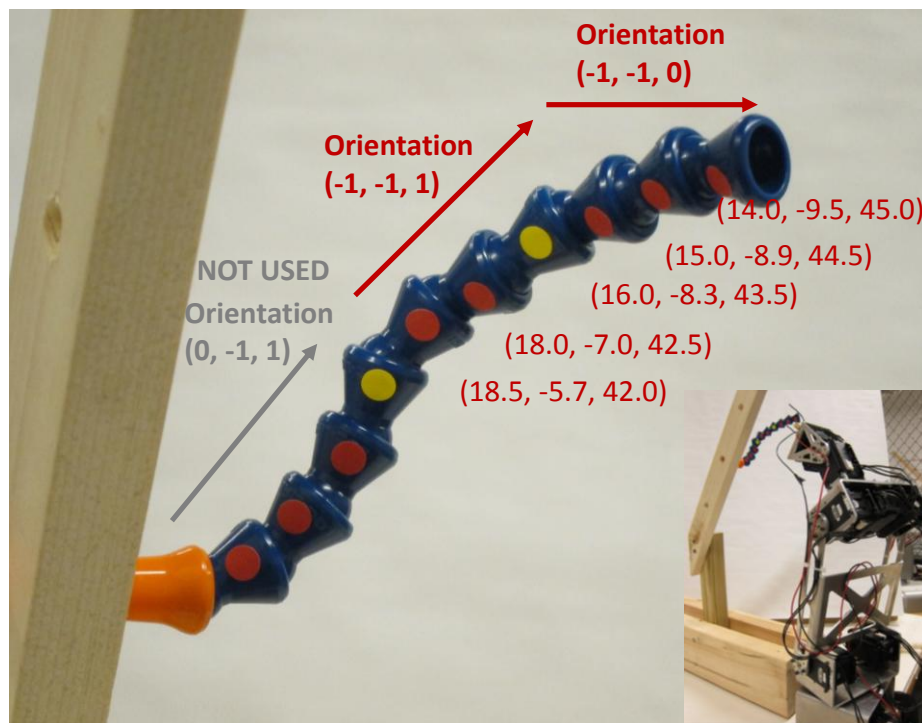 Orientation
(-1, -1, 0)
Orientation
(-1, -1, 1)
NOT USED
Orientation
(0, -1, 1)
(14.0, -9.5, 45.0)
(15.0, -8.9, 44.5)
(16.0, -8.3, 43.5)
(18.0, -7.0, 42.5)
(18.5, -5.7, 42.0)